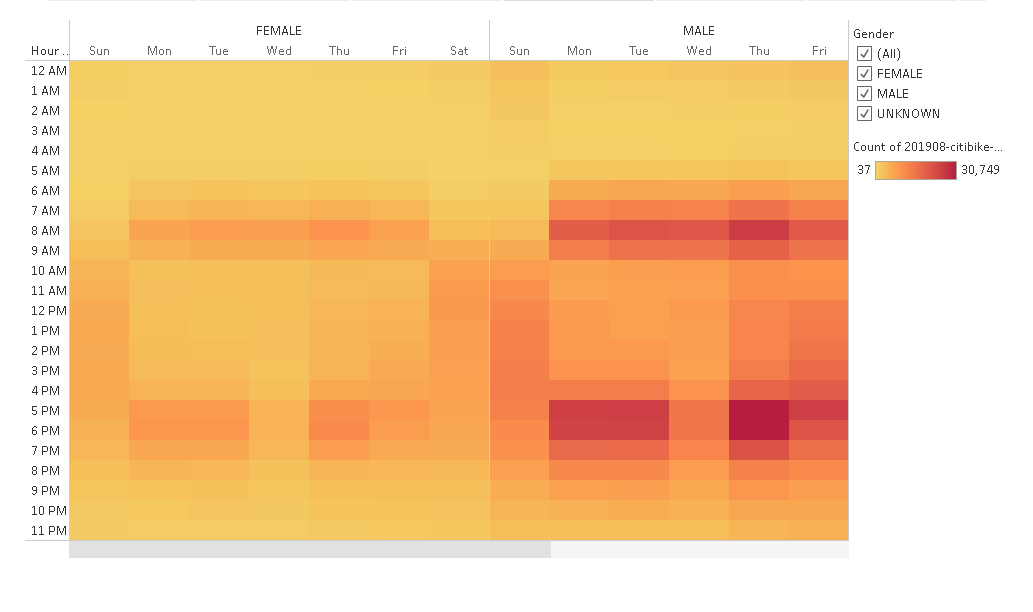 FEMALE MALE
Hour .. Sun Mon Tue Wed Thu Fri Sat Sun Mon Tue Wed Thu Fri
12 AM
1 AM
2 AM
3 AM
4 AM
5 AM
6 AM
7 AM
8 AM
9 AM
10 AM
11 AM
12 PM
1 PM
2 PM
3 PM
4 PM
5 PM
6 PM
7 PM
8 PM
9 PM
10 PM
11 PM
Gender
(All)
FEMALE
MALE
UNKNOWN
Count of 201908-citibike-...
37 30,749